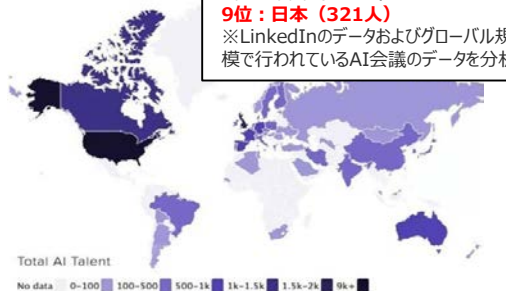 9位：日本（321人）
※LinkedInのデータおよびグローバル規
模で行われているAI会議のデータを分析
Total AI Talent
No data 0-100 100-500 500-1k 1k-1.5k 1.5k-2k 9k+